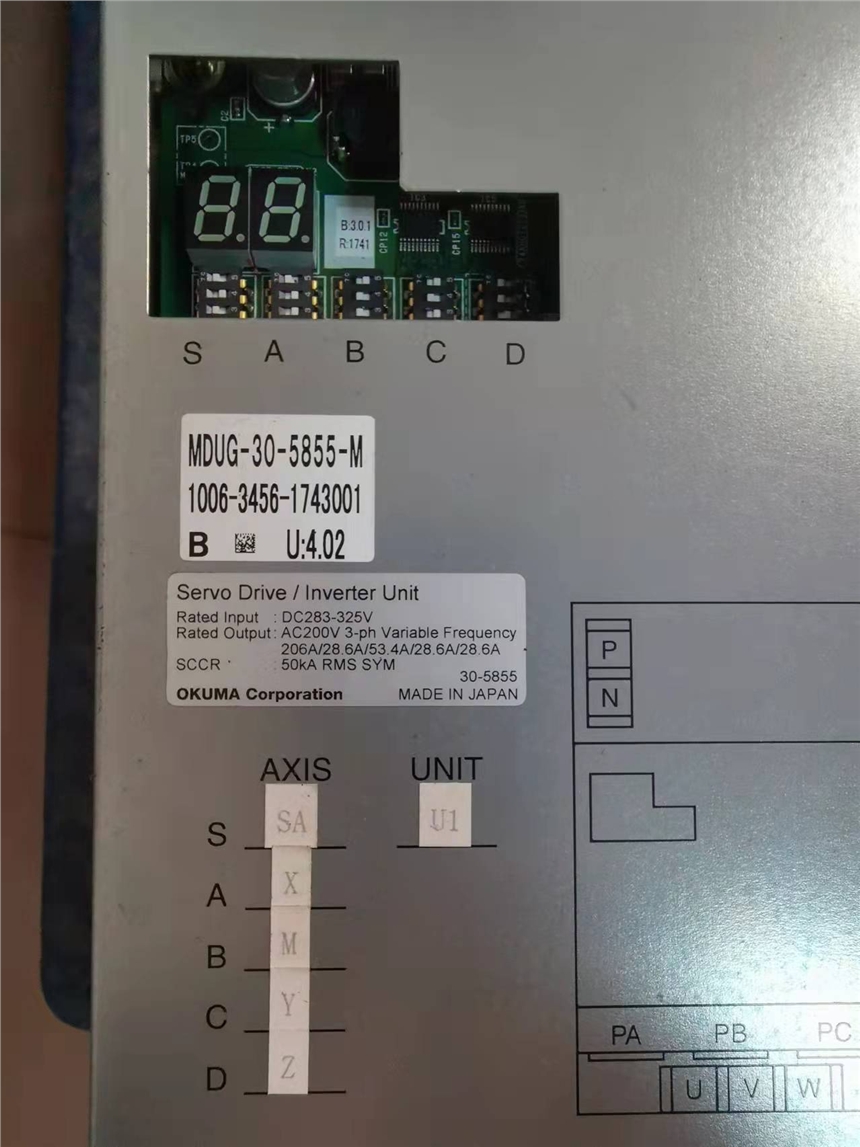 C2
+
TP5
88
B:3.0.1
R:1741
CP12
CP15
S A B C D
MDUG-30-5855-M
1006-3456-1743001
B U:4.02
Servo Drive / Inverter Unit
Rated Input : DC283-325V
Rated Output: AC200V 3-ph Variable Frequency
206A/28.6A/53.4A/28.6A/28.6A
SCCR : 50kA RMS SYM
30-5855
OKUMA Corporation MADE IN JAPAN
P
N
AXIS UNIT
S SA U1
A X
B M
C Y
D Z
PA PB PC
U V W